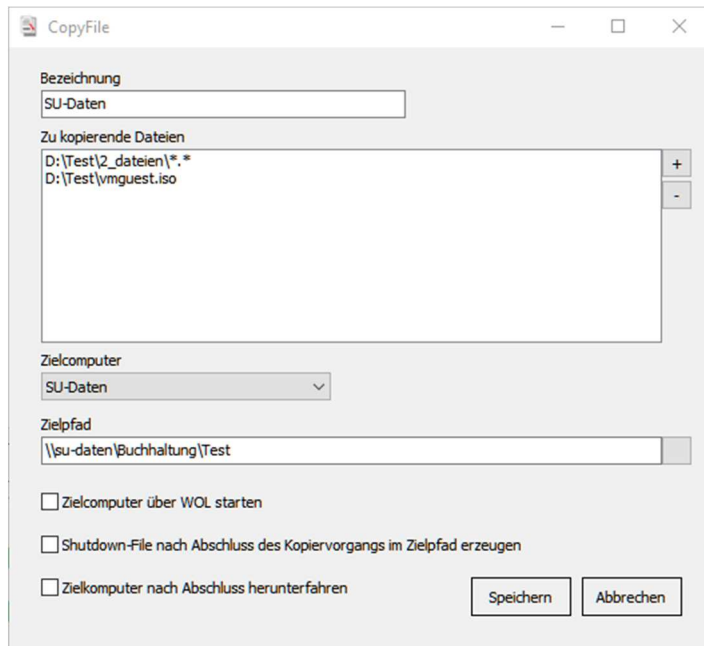 CopyFile
Bezeichnung
SU-Daten
Zu kopierende Dateien
D:\Test\2_dateien\*.*
D:\Test\vmguest.iso
+
-
Zielcomputer
SU-Daten
Zielpfad
\\su-daten\Buchhaltung\Test
Zielcomputer über WOL starten
Shutdown-File nach Abschluss des Kopiervorgangs im Zielpfad erzeugen
Zielkomputer nach Abschluss herunterfahren
Speichern
Abbrechen